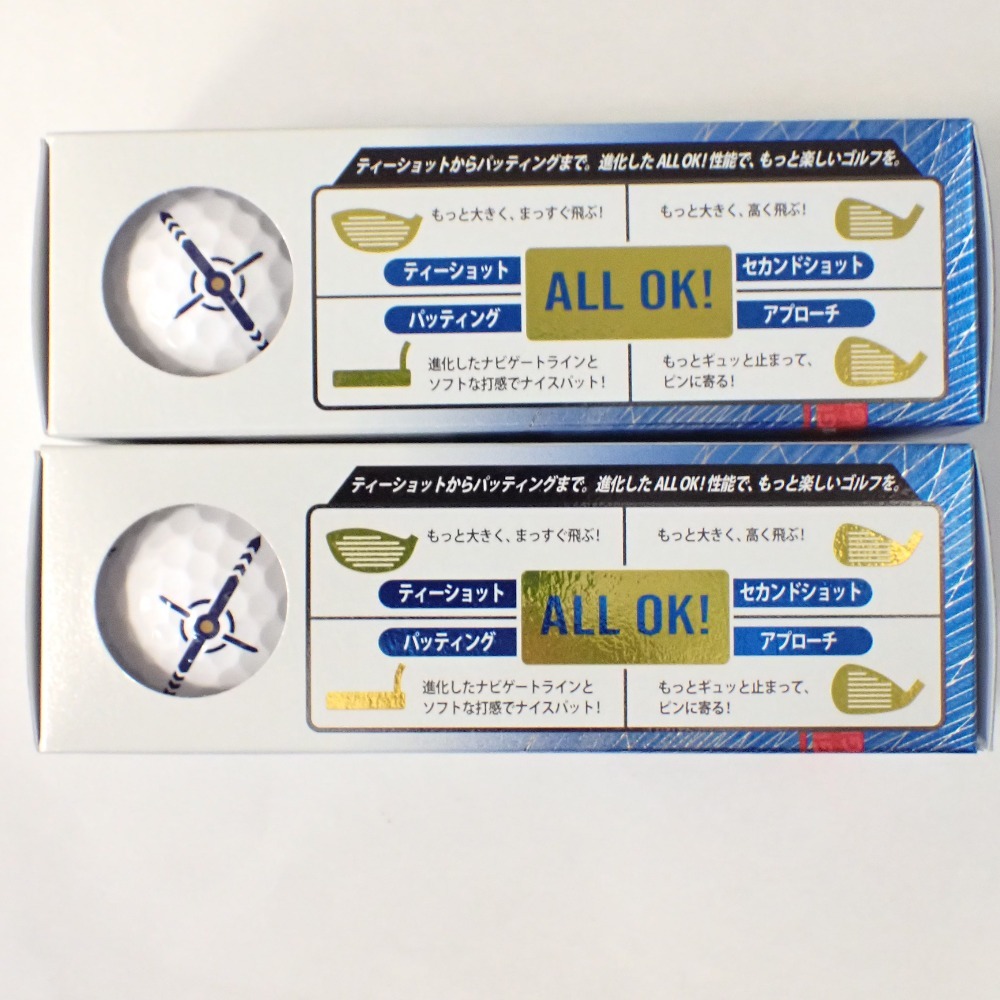 ティーショットからパッティングまで。進化したALL OK!性能で、もっと楽しいゴルフを。
もっと大きく、まっすぐ飛ぶ!
もっと大きく、高く飛ぶ!
ティーショット
ALL OK!
セカンドショット
パッティング
アプローチ
進化したナビゲートラインと
ソフトな打感でナイスパット!
もっとギュッと止まって、
ピンに寄る!
ティーショットからパッティングまで。進化したALL OK!性能で、もっと楽しいゴルフを。
もっと大きく、まっすぐ飛ぶ!
もっと大きく、高く飛ぶ!
ティーショット
ALL OK!
セカンドショット
パッティング
アプローチ
進化したナビゲートラインと
ソフトな打感でナイスパット!
もっとギュッと止まって、
ピンに寄る!